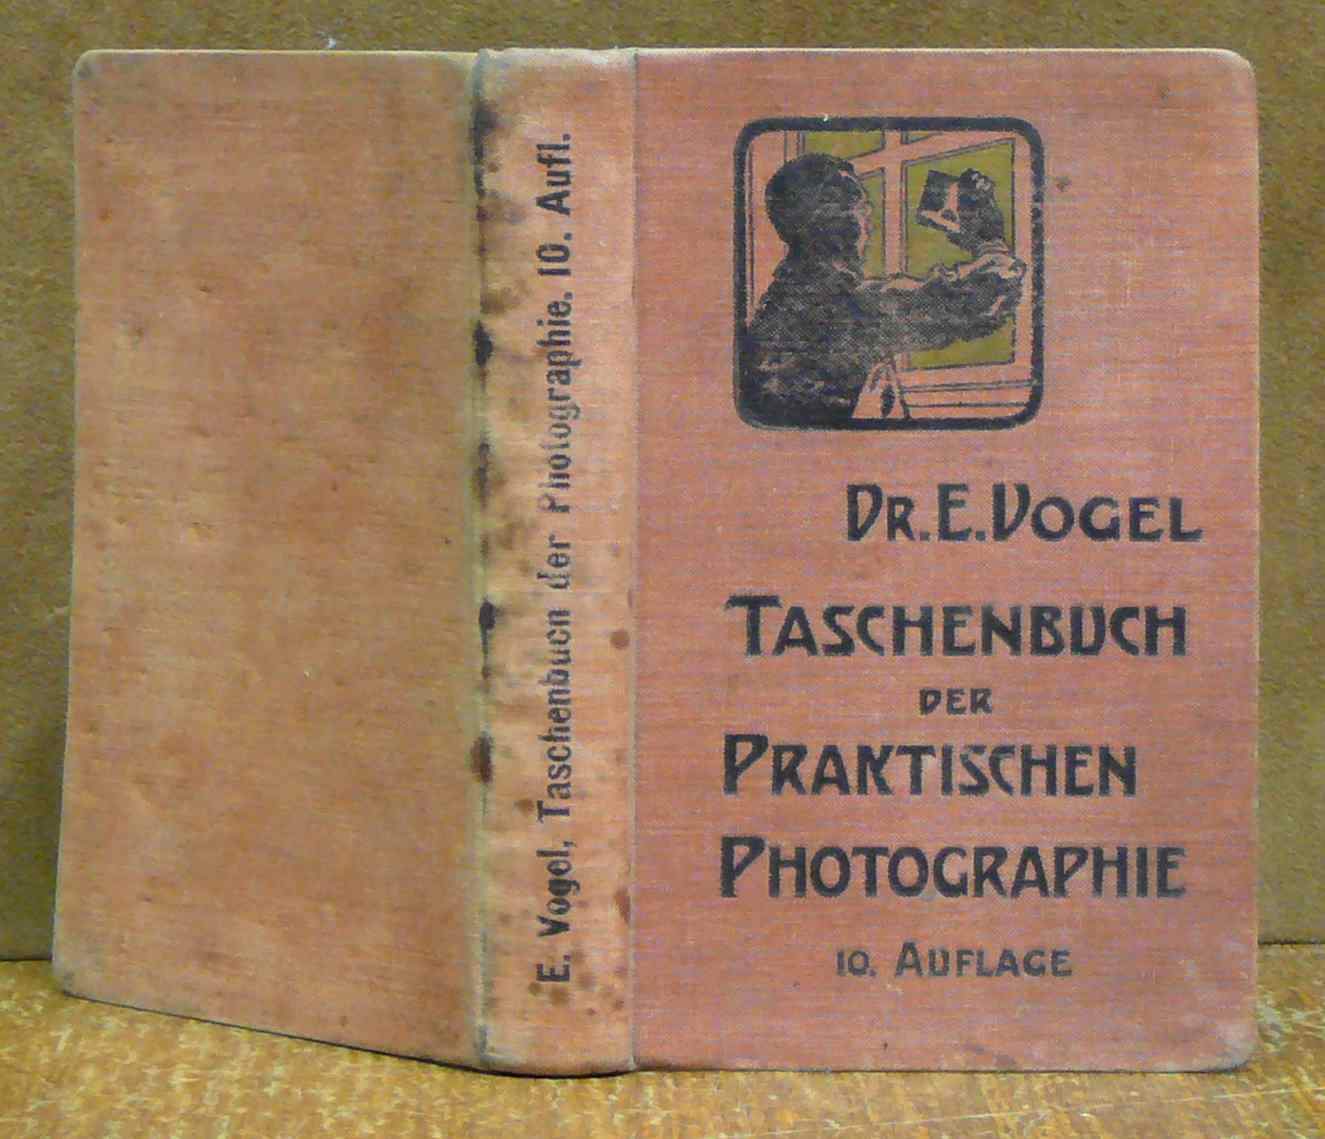 E. Vogel, Taschenbuch der Photographie. 10. Aufl.
DR. E. VOGEL
TASCHENBUCH
DER
PRAKTISCHEN
PHOTOGRAPHIE
10. AUFLAGE